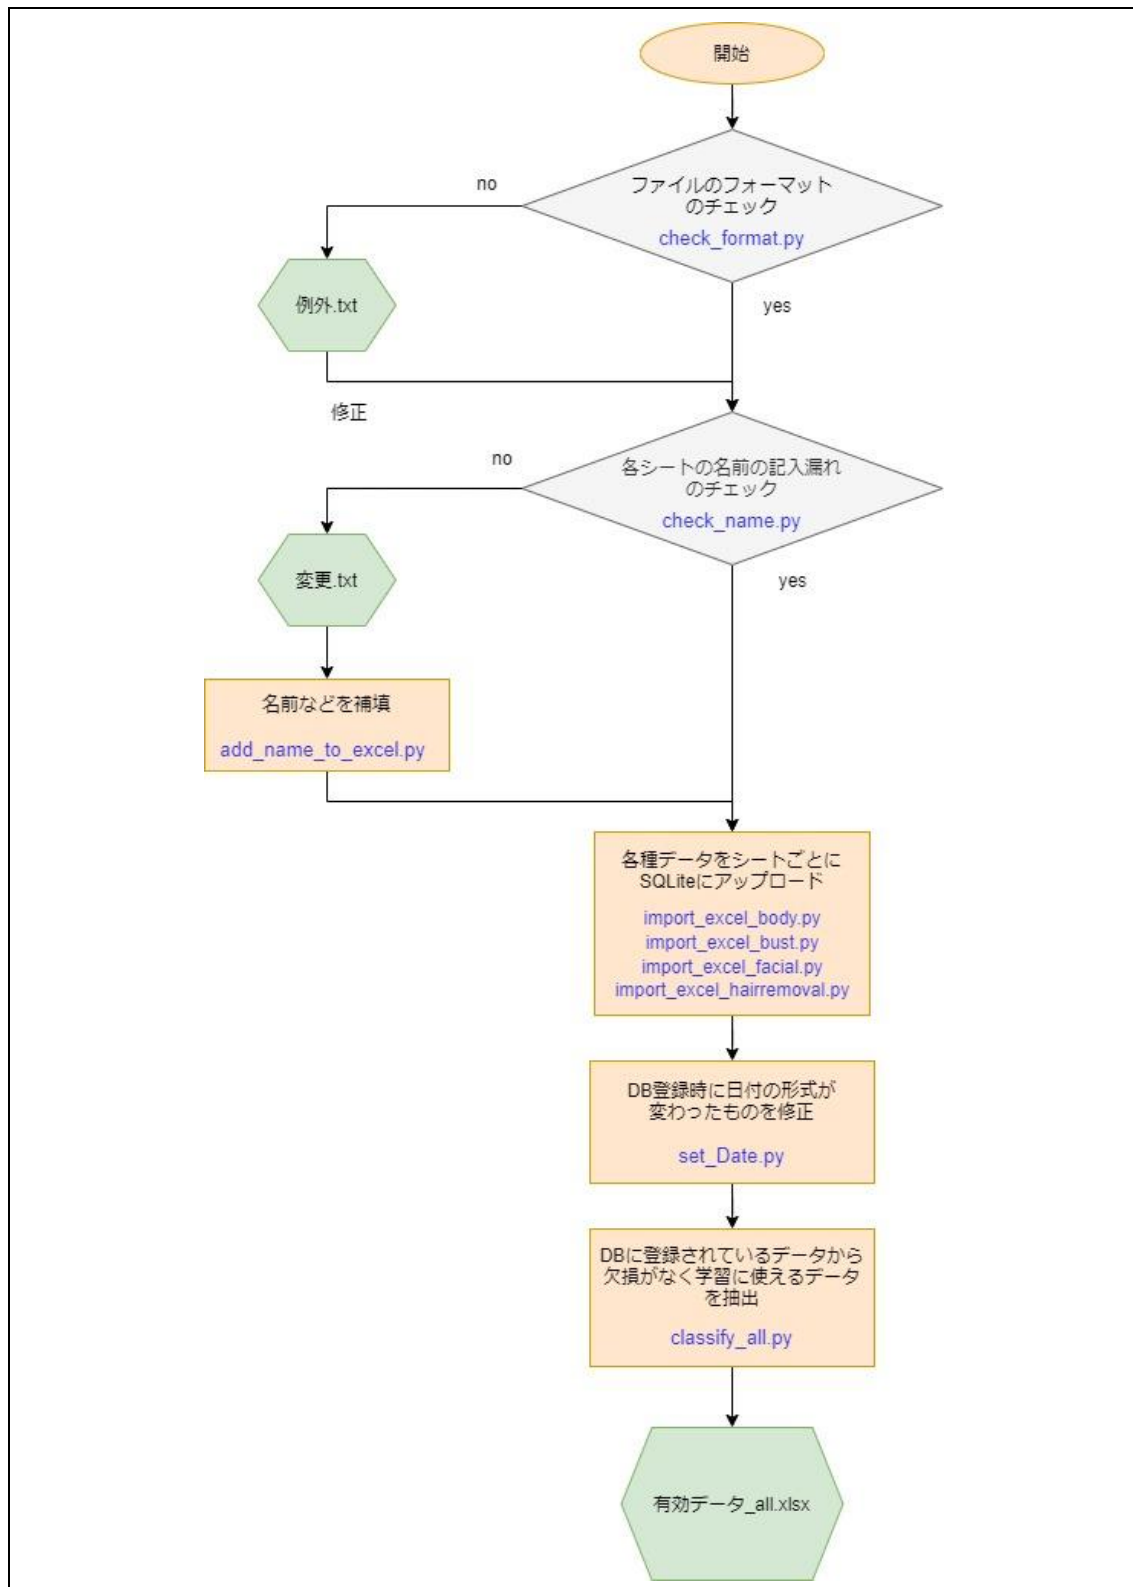 開始
ファイルのフォーマット
のチェック
check_format.py
no
yes
例外.txt
修正
各シートの名前の記入漏れ
のチェック
check_name.py
no
yes
変更.txt
名前などを補填
add_name_to_excel.py
各種データをシートごとに
SQLiteにアップロード
import_excel_body.py
import_excel_bust.py
import_excel_facial.py
import_excel_hairremoval.py
DB登録時に日付の形式が
変わったものを修正
set_Date.py
DBに登録されているデータから
欠損がなく学習に使えるデータ
を抽出
classify_all.py
有効データ_all.xlsx